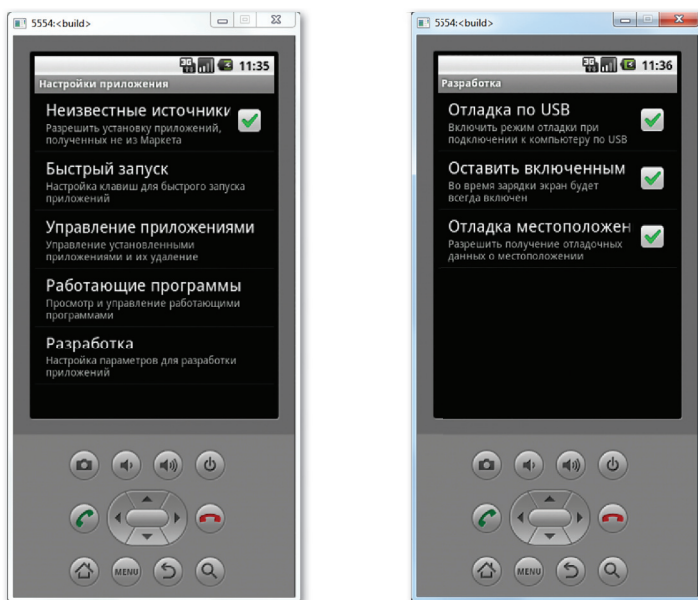 5554:<build>
3G
11:35
Настройки приложения
Неизвестные источники
Разрешить установку приложений,
полученных не из Маркета
Быстрый запуск
Настройка клавиш для быстрого запуска
приложений
Управление приложениями
Управление установленными
приложениями и их удаление
Работающие программы
Просмотр и управление работающими
программами
Разработка
Настройка параметров для разработки
приложений
MENU
5554:<build>
3G
11:36
Разработка
Отладка по USB
Включить режим отладки при
подключении к компьютеру по USB
Оставить включенным
Во время зарядки экран будет
всегда включен
Отладка местоположен
Разрешить получение отладочных
данных о местоположении
MENU